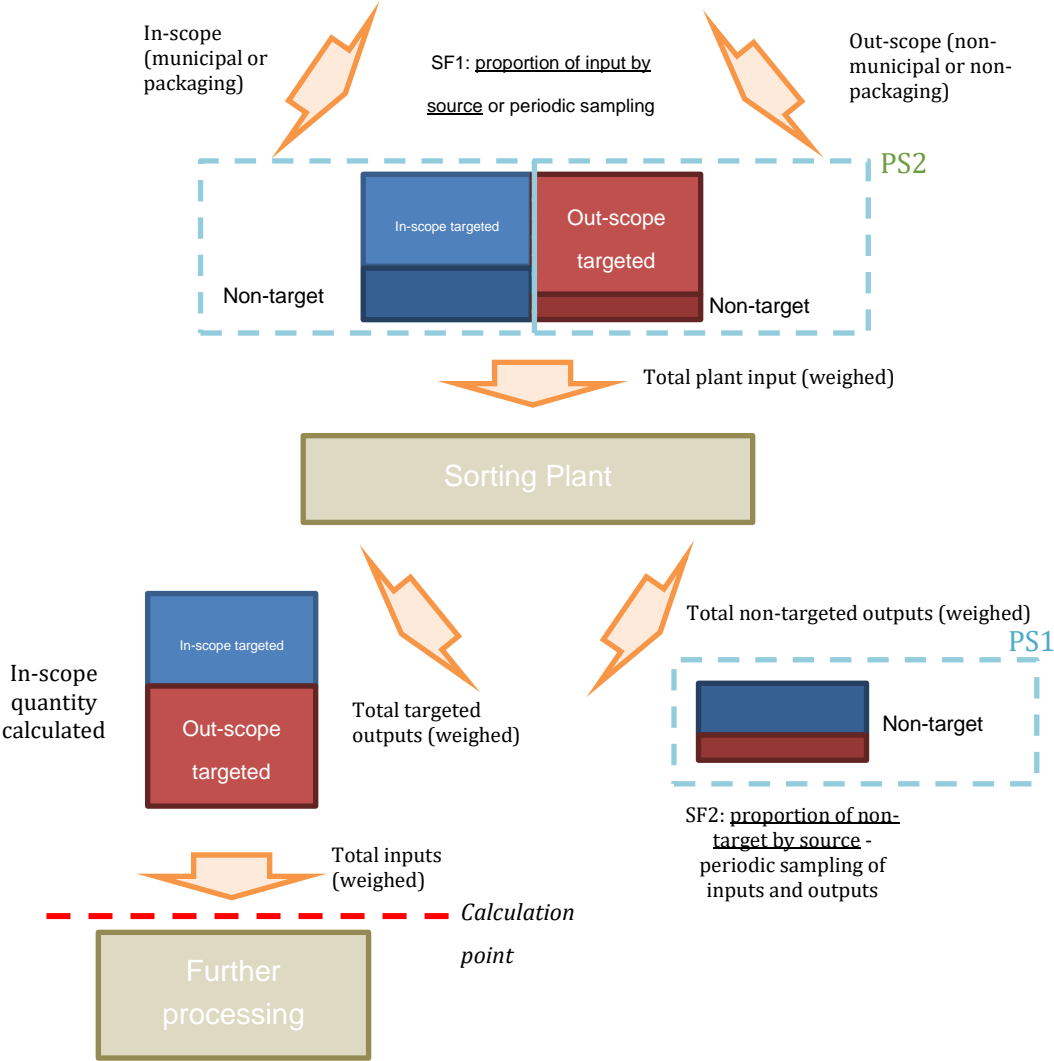 In-scope
(municipal or
packaging)
SF1: proportion of input by
source or periodic sampling
Out-scope (non-
municipal or non-
packaging)
PS2
In-scope targeted
Out-scope
targeted
Non-target
Non-target
Total plant input (weighed)
Sorting Plant
Total non-targeted outputs (weighed)
PS1
In-scope targeted
In-scope
quantity
calculated
Out-scope
targeted
Total targeted
outputs (weighed)
Non-target
SF2: proportion of non-
target by source -
periodic sampling of
inputs and outputs
Total inputs
(weighed)
Calculation
point
Further
processing